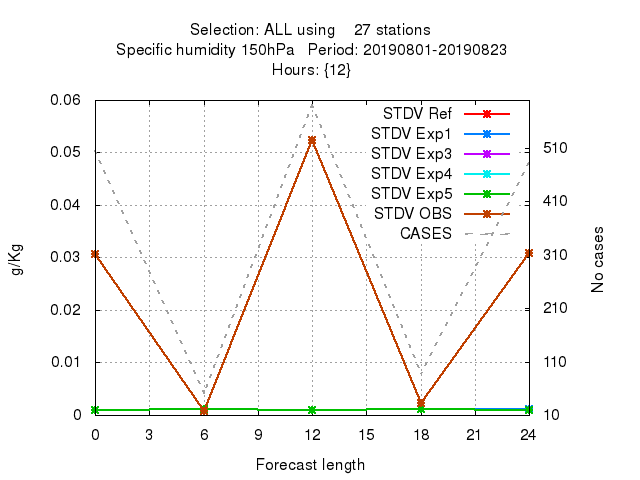 Selection: ALL using 27 stations
Specific humidity 150hPa Period: 20190801-20190823
Hours: {12}
0.06
0.05
0.04
0.03
0.02
0.01
0
g/Kg
STDV Ref
STDV Exp1
STDV Exp3
STDV Exp4
STDV Exp5
STDV OBS
CASES
510
410
310
210
110
10
No cases
0 3 6 9 12 15 18 21 24
Forecast length